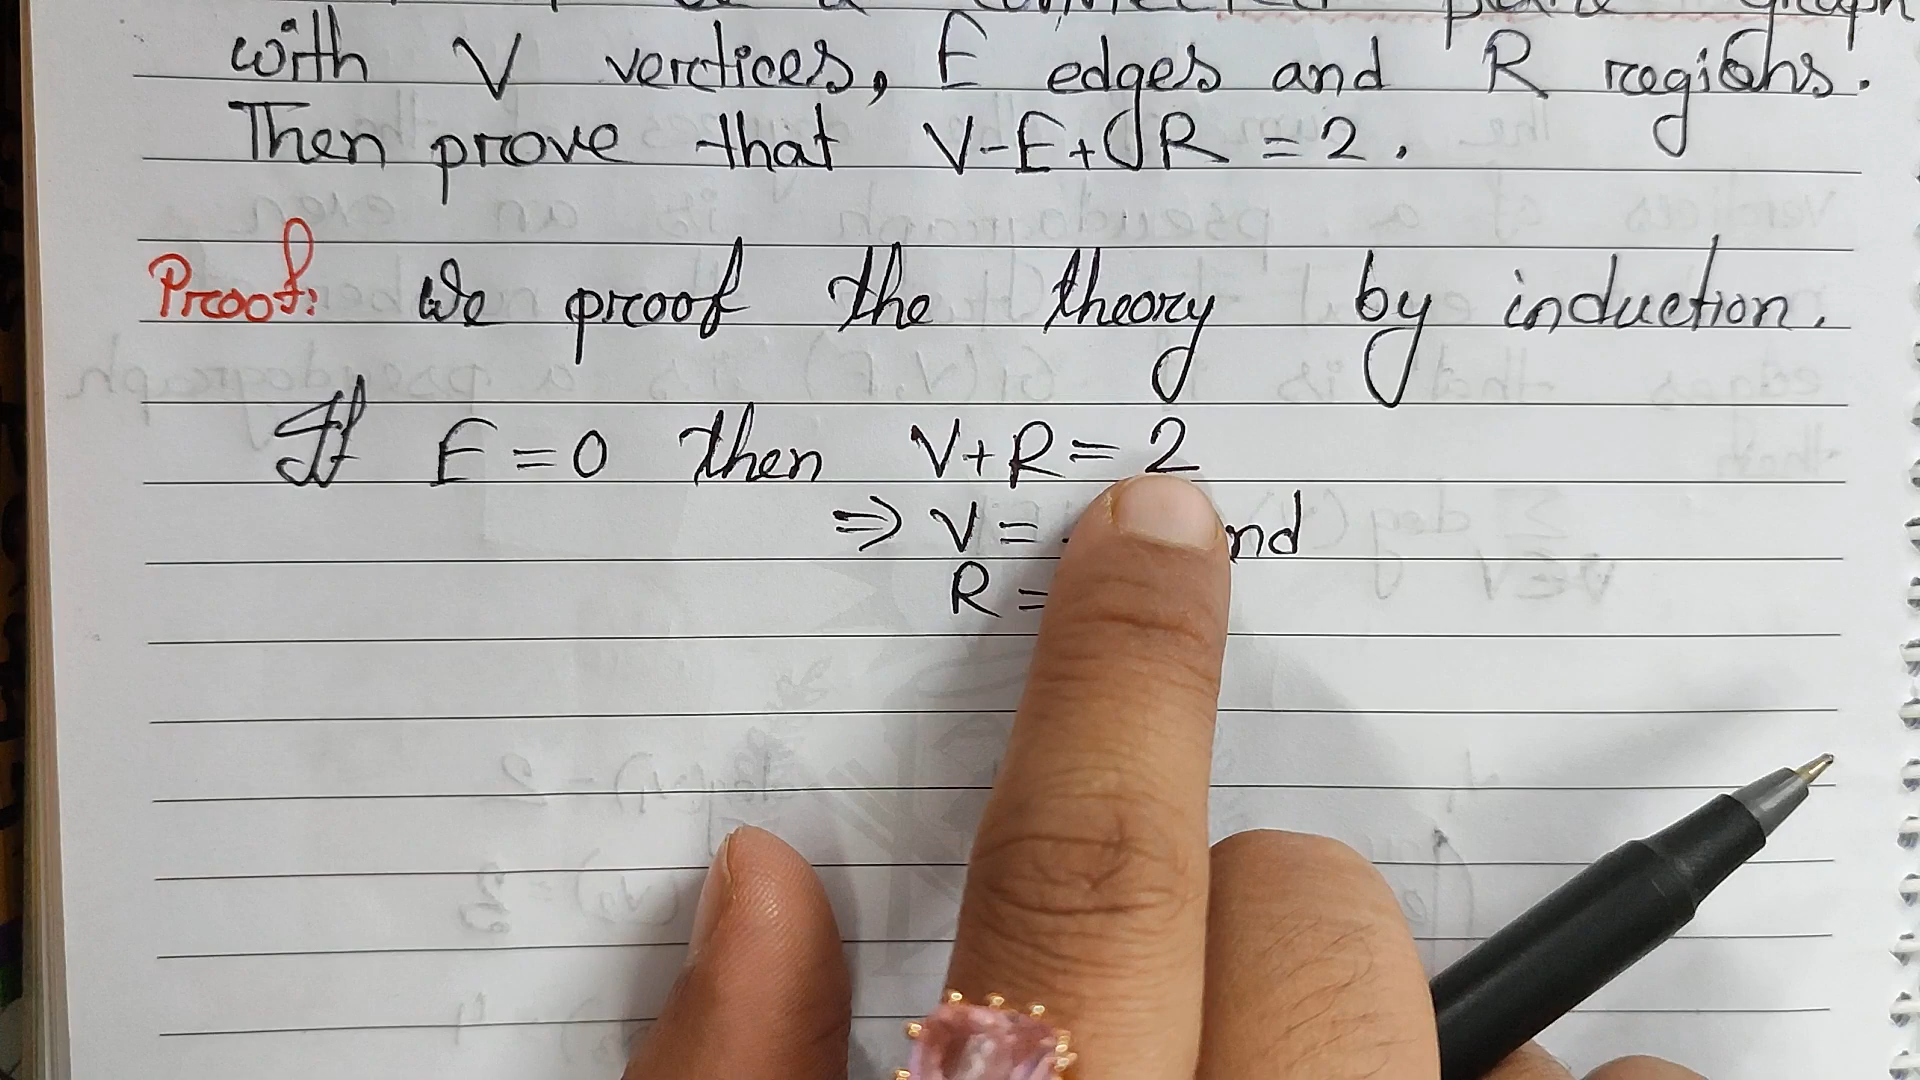 graph
with V vertices, E edges and R regions.
Then prove that V-E+R=2.
Proof: We proof the theory by induction.
If E=0 then V+R=2
⇒ V=
R=